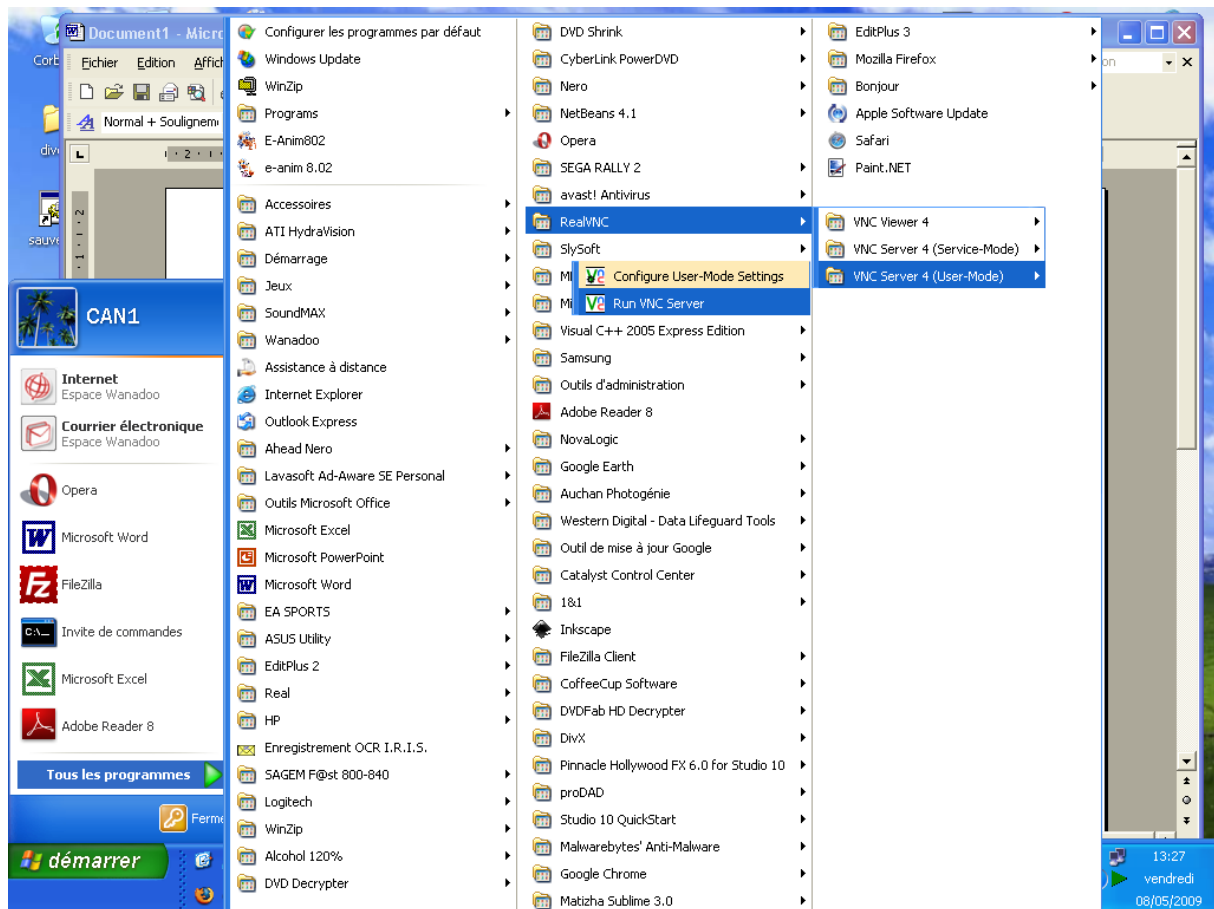 Document1 - Micro
Corb
Fichier Edition Affich
Normal + Soulignem
dive
L
2
2
1
sauve
CAN1
Internet
Espace Wanadoo
Courrier électronique
Espace Wanadoo
Opera
Microsoft Word
FileZilla
Invite de commandes
Microsoft Excel
Adobe Reader 8
Tous les programmes
Ferme
démarrer
Configurer les programmes par défaut
Windows Update
WinZip
Programs
E-Anim802
e-anim 8.02
Accessoires
ATI HydraVision
Démarrage
Jeux
SoundMAX
Wanadoo
Assistance à distance
Internet Explorer
Outlook Express
Ahead Nero
Lavasoft Ad-Aware SE Personal
Outils Microsoft Office
Microsoft Excel
Microsoft PowerPoint
Microsoft Word
EA SPORTS
ASUS Utility
EditPlus 2
Real
HP
Enregistrement OCR I.R.I.S.
SAGEM F@st 800-840
Logitech
WinZip
Alcohol 120%
DVD Decrypter
DVD Shrink
CyberLink PowerDVD
Nero
NetBeans 4.1
Opera
SEGA RALLY 2
avast! Antivirus
RealVNC
SlySoft
Mi
Configure User-Mode Settings
Run VNC Server
Visual C++ 2005 Express Edition
Samsung
Outils d'administration
Adobe Reader 8
NovaLogic
Google Earth
Auchan Photogénie
Western Digital - Data Lifeguard Tools
Outil de mise à jour Google
Catalyst Control Center
1&1
Inkscape
FileZilla Client
CoffeeCup Software
DVDFab HD Decrypter
DivX
Pinnacle Hollywood FX 6.0 for Studio 10
proDAD
Studio 10 QuickStart
Malwarebytes' Anti-Malware
Google Chrome
Matizha Sublime 3.0
EditPlus 3
Mozilla Firefox
Bonjour
Apple Software Update
Safari
Paint.NET
VNC Viewer 4
VNC Server 4 (Service-Mode)
VNC Server 4 (User-Mode)
on
13:27
vendredi
08/05/2009